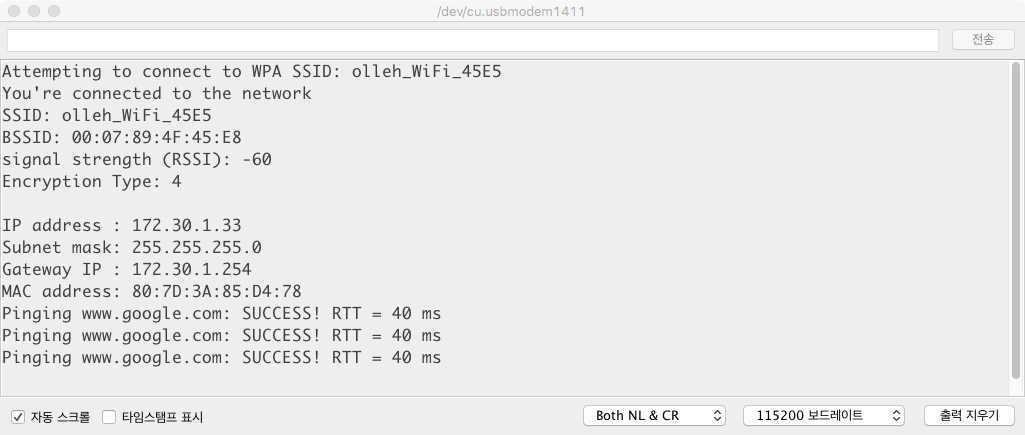 /dev/cu.usbmodem1411
전송
Attempting to connect to WPA SSID: olleh_WiFi_45E5
You're connected to the network
SSID: olleh_WiFi_45E5
BSSID: 00:07:89:4F:45:E8
signal strength (RSSI): -60
Encryption Type: 4
IP address : 172.30.1.33
Subnet mask: 255.255.255.0
Gateway IP : 172.30.1.254
MAC address: 80:7D:3A:85:D4:78
Pinging www.google.com: SUCCESS! RTT = 40 ms
Pinging www.google.com: SUCCESS! RTT = 40 ms
Pinging www.google.com: SUCCESS! RTT = 40 ms
자동 스크롤 타임스탬프 표시 Both NL & CR 115200 보드레이트 출력 지우기